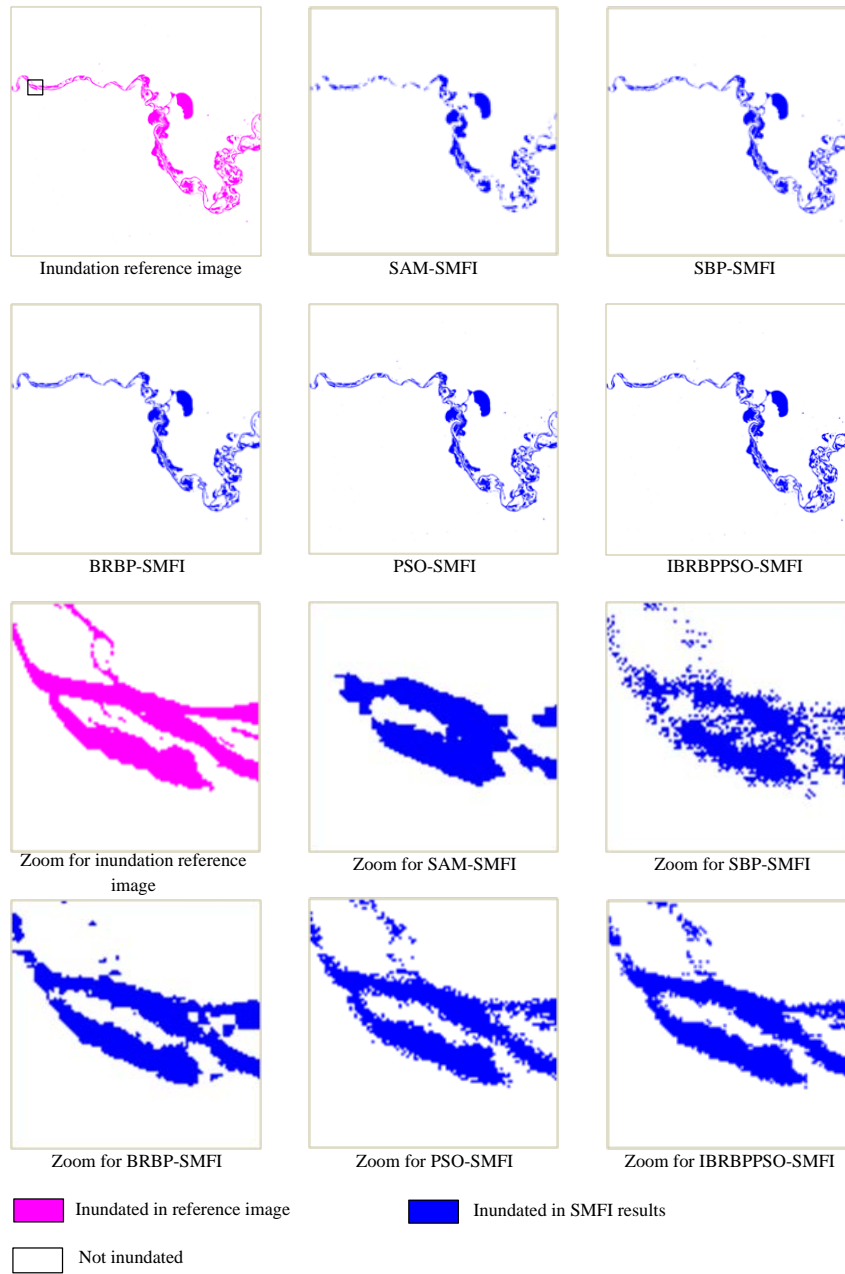 Inundation reference image
SAM-SMFI
SBP-SMFI
BRBP-SMFI
PSO-SMFI
IBRBPPSO-SMFI
Zoom for inundation reference
image
Zoom for SAM-SMFI
Zoom for SBP-SMFI
Zoom for BRBP-SMFI
Zoom for PSO-SMFI
Zoom for IBRBPPSO-SMFI
Inundated in reference image
Inundated in SMFI results
Not inundated